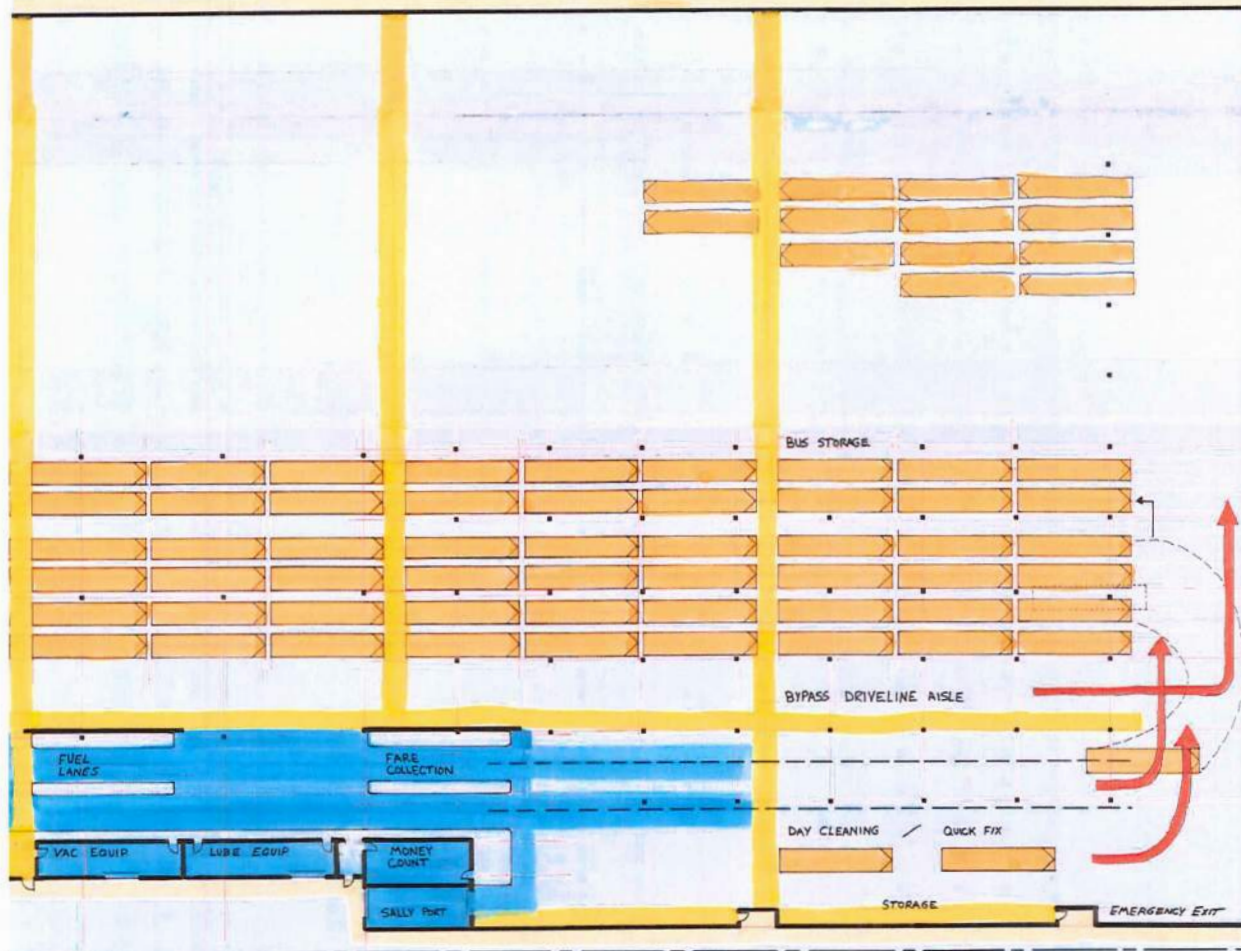 BUS STORAGE
BYPASS DRIVELINE AISLE
FUEL
LANES
FARE
COLLECTION
DAY CLEANING / QUICK FIX
VAC EQUIP
LUBE EQUIP
MONEY
COUNT
SALLY PORT
STORAGE
EMERGENCY EXIT